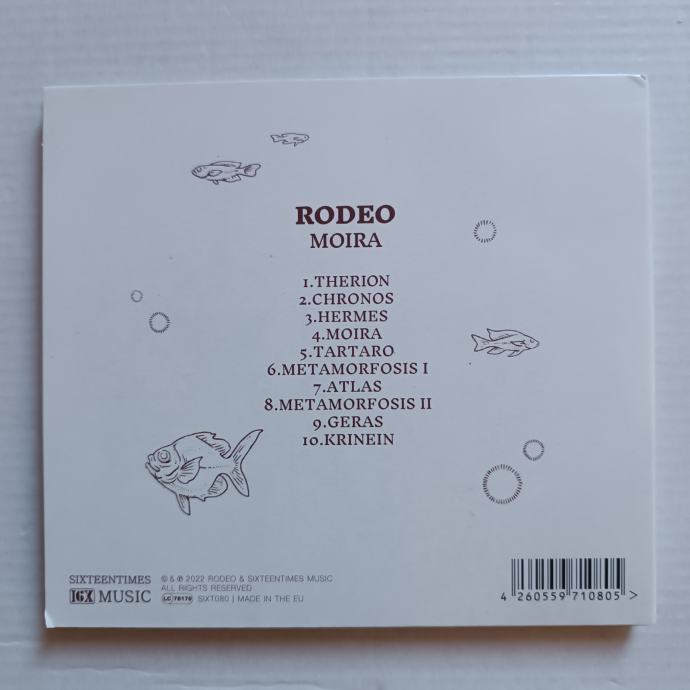 RODEO
MOIRA
1.THERION
2.CHRONOS
3.HERMES
4.MOIRA
5.TARTARO
6.METAMORFOSIS I
7.ATLAS
8.METAMORFOSIS II
9.GERAS
10.KRINEIN
SIXTEENTIMES
16X MUSIC
© & ℗ 2022 RODEO & SIXTEENTIMES MUSIC
ALL RIGHTS RESERVED
LC 78176 SIXT080 | MADE IN THE EU
4 260559 710805 >